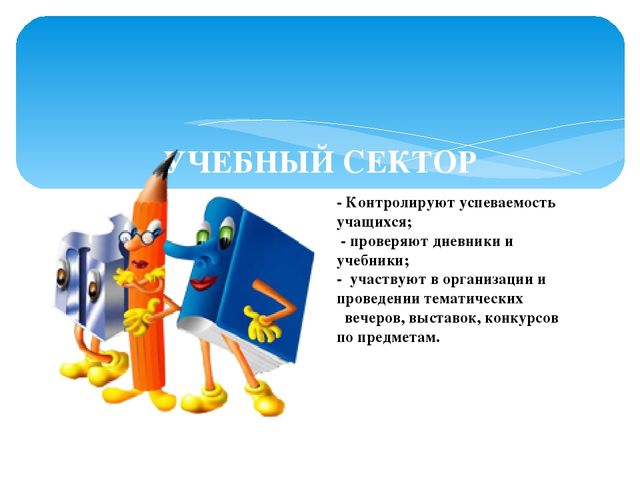 УЧЕБНЫЙ СЕКТОР
- Контролируют успеваемость
учащихся;
- проверяют дневники и
учебники;
- участвуют в организации и
проведении тематических
вечеров, выставок, конкурсов
по предметам.